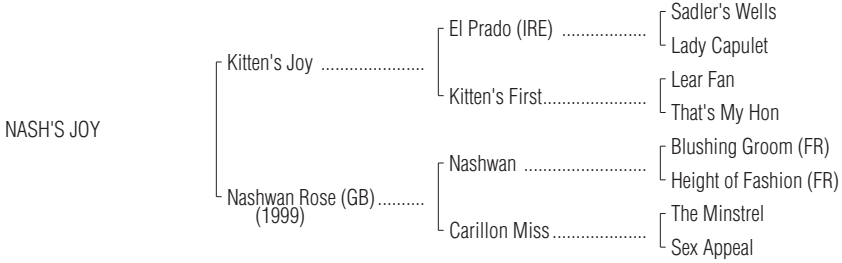 Sadler's Wells
El Prado (IRE) ..................
Lady Capulet
Kitten's Joy ......................
Lear Fan
Kitten's First......................
That's My Hon
NASH'S JOY
Blushing Groom (FR)
Nashwan ..........................
Height of Fashion (FR)
Nashwan Rose (GB)..........
(1999)
The Minstrel
Carillon Miss....................
Sex Appeal